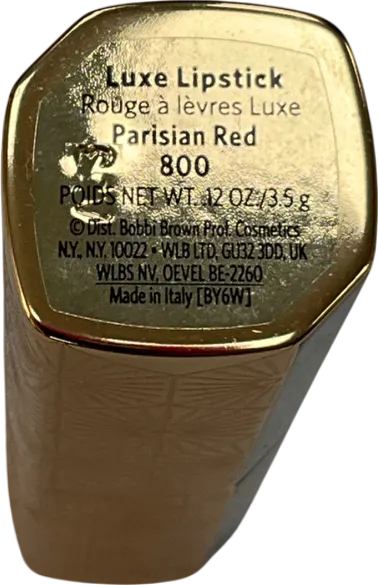 Luxe Lipstick
Rouge à lèvres Luxe
Parisian Red
800
POIDS NET WT. .12 OZ./3.5 g
© Dist. Bobbi Brown Prof. Cosmetics
N.Y., N.Y. 10022 • WLB LTD, GU32 3DD, UK
WLBS NV, OEVEL BE-2260
Made in Italy [BY6W]